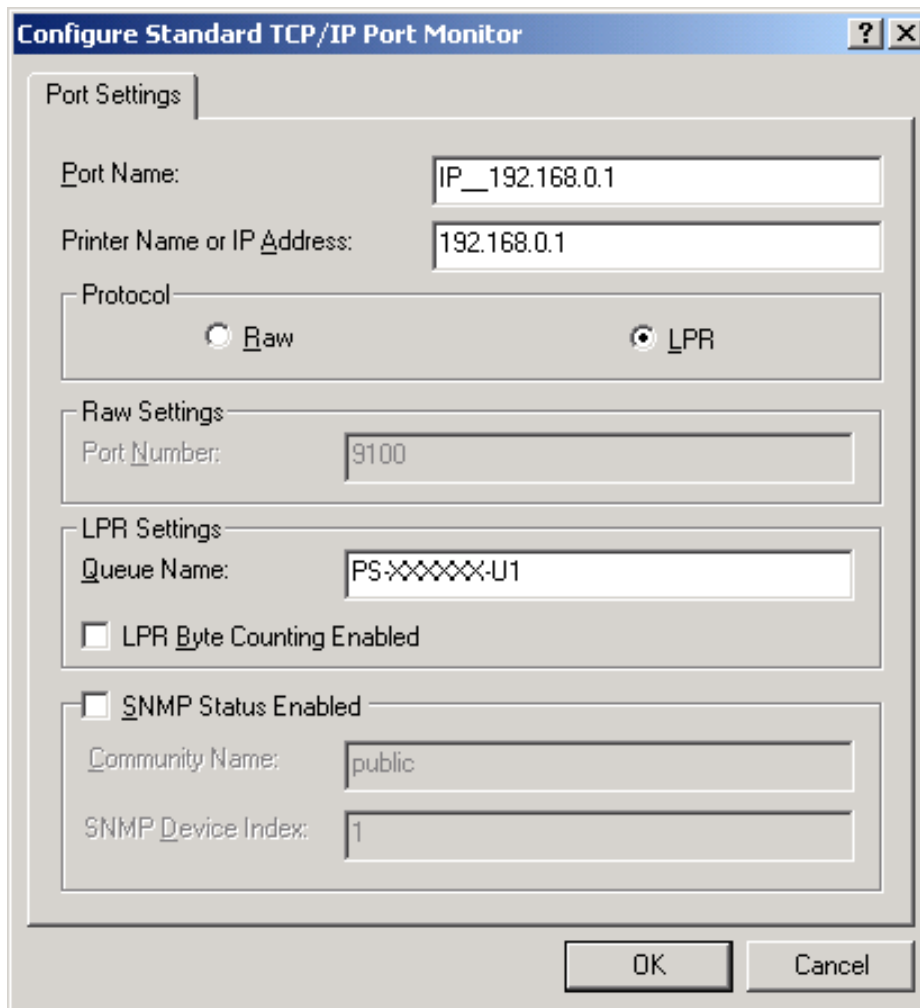 Configure Standard TCP/IP Port Monitor
Port Settings
Port Name: IP__192.168.0.1
Printer Name or IP Address: 192.168.0.1
Protocol
Raw LPR
Raw Settings
Port Number: 9100
LPR Settings
Queue Name: PS-XXXXXX-U1
LPR Byte Counting Enabled
SNMP Status Enabled
Community Name: public
SNMP Device Index: 1
OK Cancel